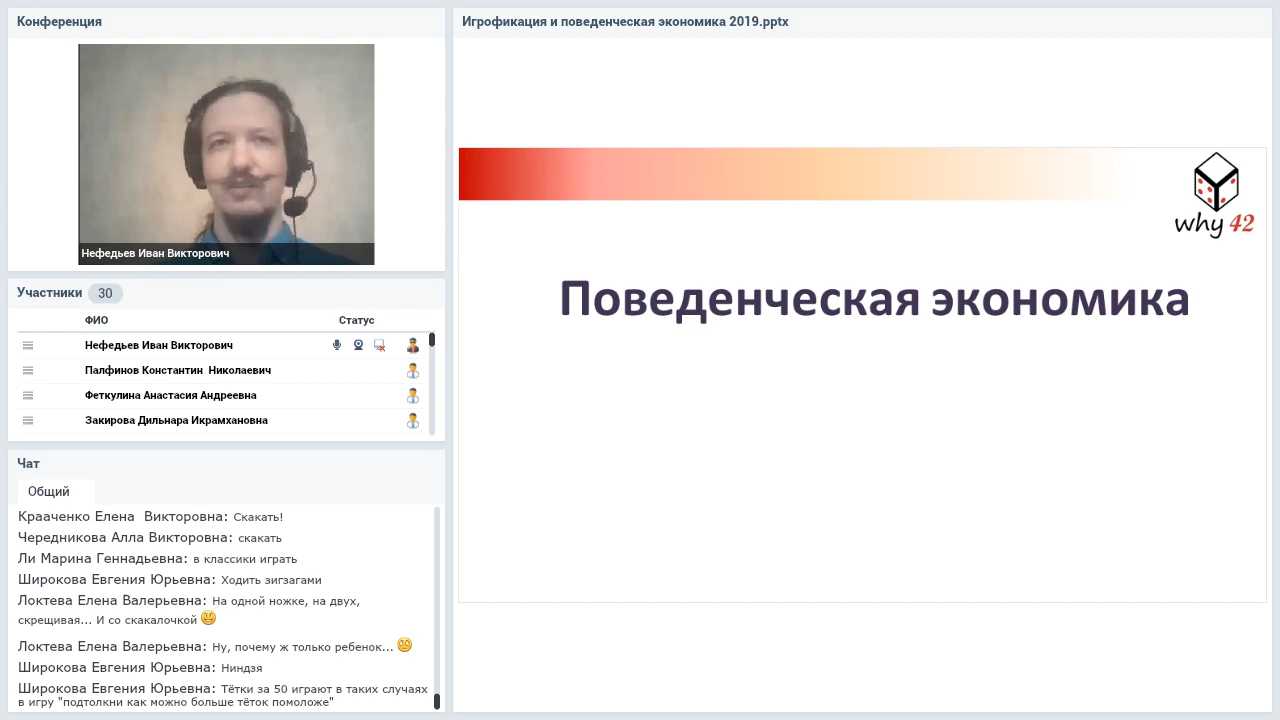 Конференция
Нефедьев Иван Викторович
Участники 30
ФИО Статус
Нефедьев Иван Викторович
Палфинов Константин  Николаевич
Феткулина Анастасия Андреевна
Закирова Дильнара Икрамхановна
Чат
Общий
Крааченко Елена  Викторовна: Скакать!
Чередникова Алла Викторовна: скакать
Ли Марина Геннадьевна: в классики играть
Широкова Евгения Юрьевна: Ходить зигзагами
Локтева Елена Валерьевна: На одной ножке, на двух,
скрещивая... И со скакалочкой
Локтева Елена Валерьевна: Ну, почему ж только ребенок...
Широкова Евгения Юрьевна: Ниндзя
Широкова Евгения Юрьевна: Тётки за 50 играют в таких случаях
в игру "подтолкни как можно больше тёток помоложе"
Игрофикация и поведенческая экономика 2019.pptx
why 42
Поведенческая экономика